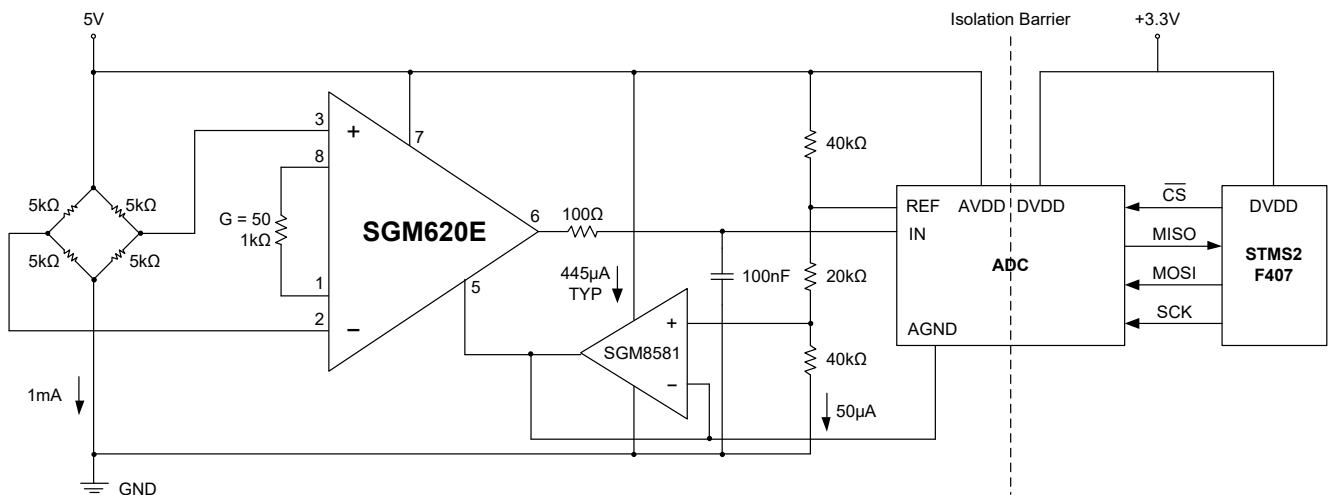 5V
Isolation Barrier
+3.3V
3
+
7
8
40kΩ
5kΩ
5kΩ
G = 50
1kΩ
SGM620E
6
100Ω
REF
AVDD
DVDD
CS
DVDD
IN
MISO
STMS2
F407
ADC
5kΩ
5kΩ
1
5
445μA
TYP
100nF
20kΩ
MOSI
2
−
+
SGM8581
−
AGND
SCK
40kΩ
1mA
50μA
GND